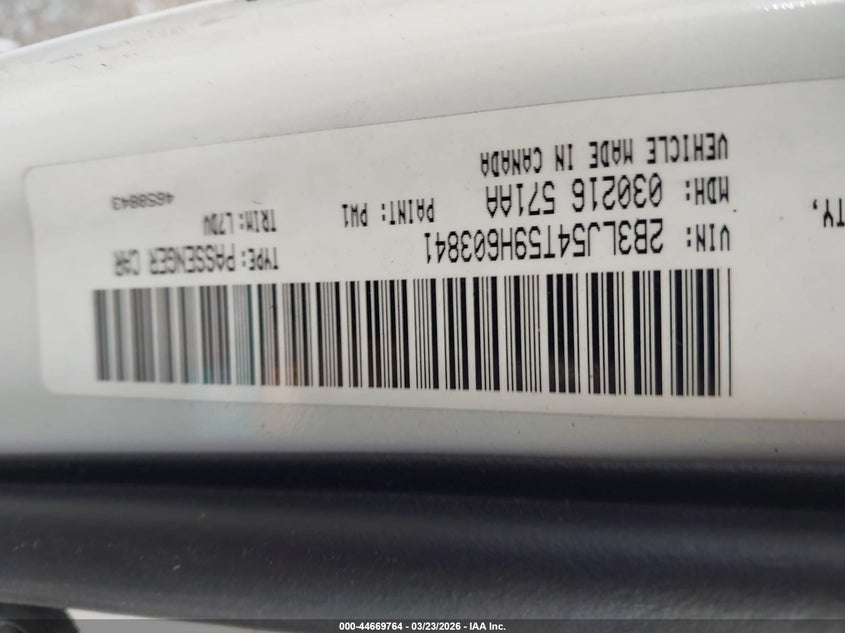 VIN: 2B3LJ54T59H603841
TYPE: PASSENGER CAR
MDH: 030216 571AA
PAINT: PW1
TRIM: L7DW
VEHICLE MADE IN CANADA
4658843
TY,
000-44669764 - 03/23/2026 - IAA Inc.